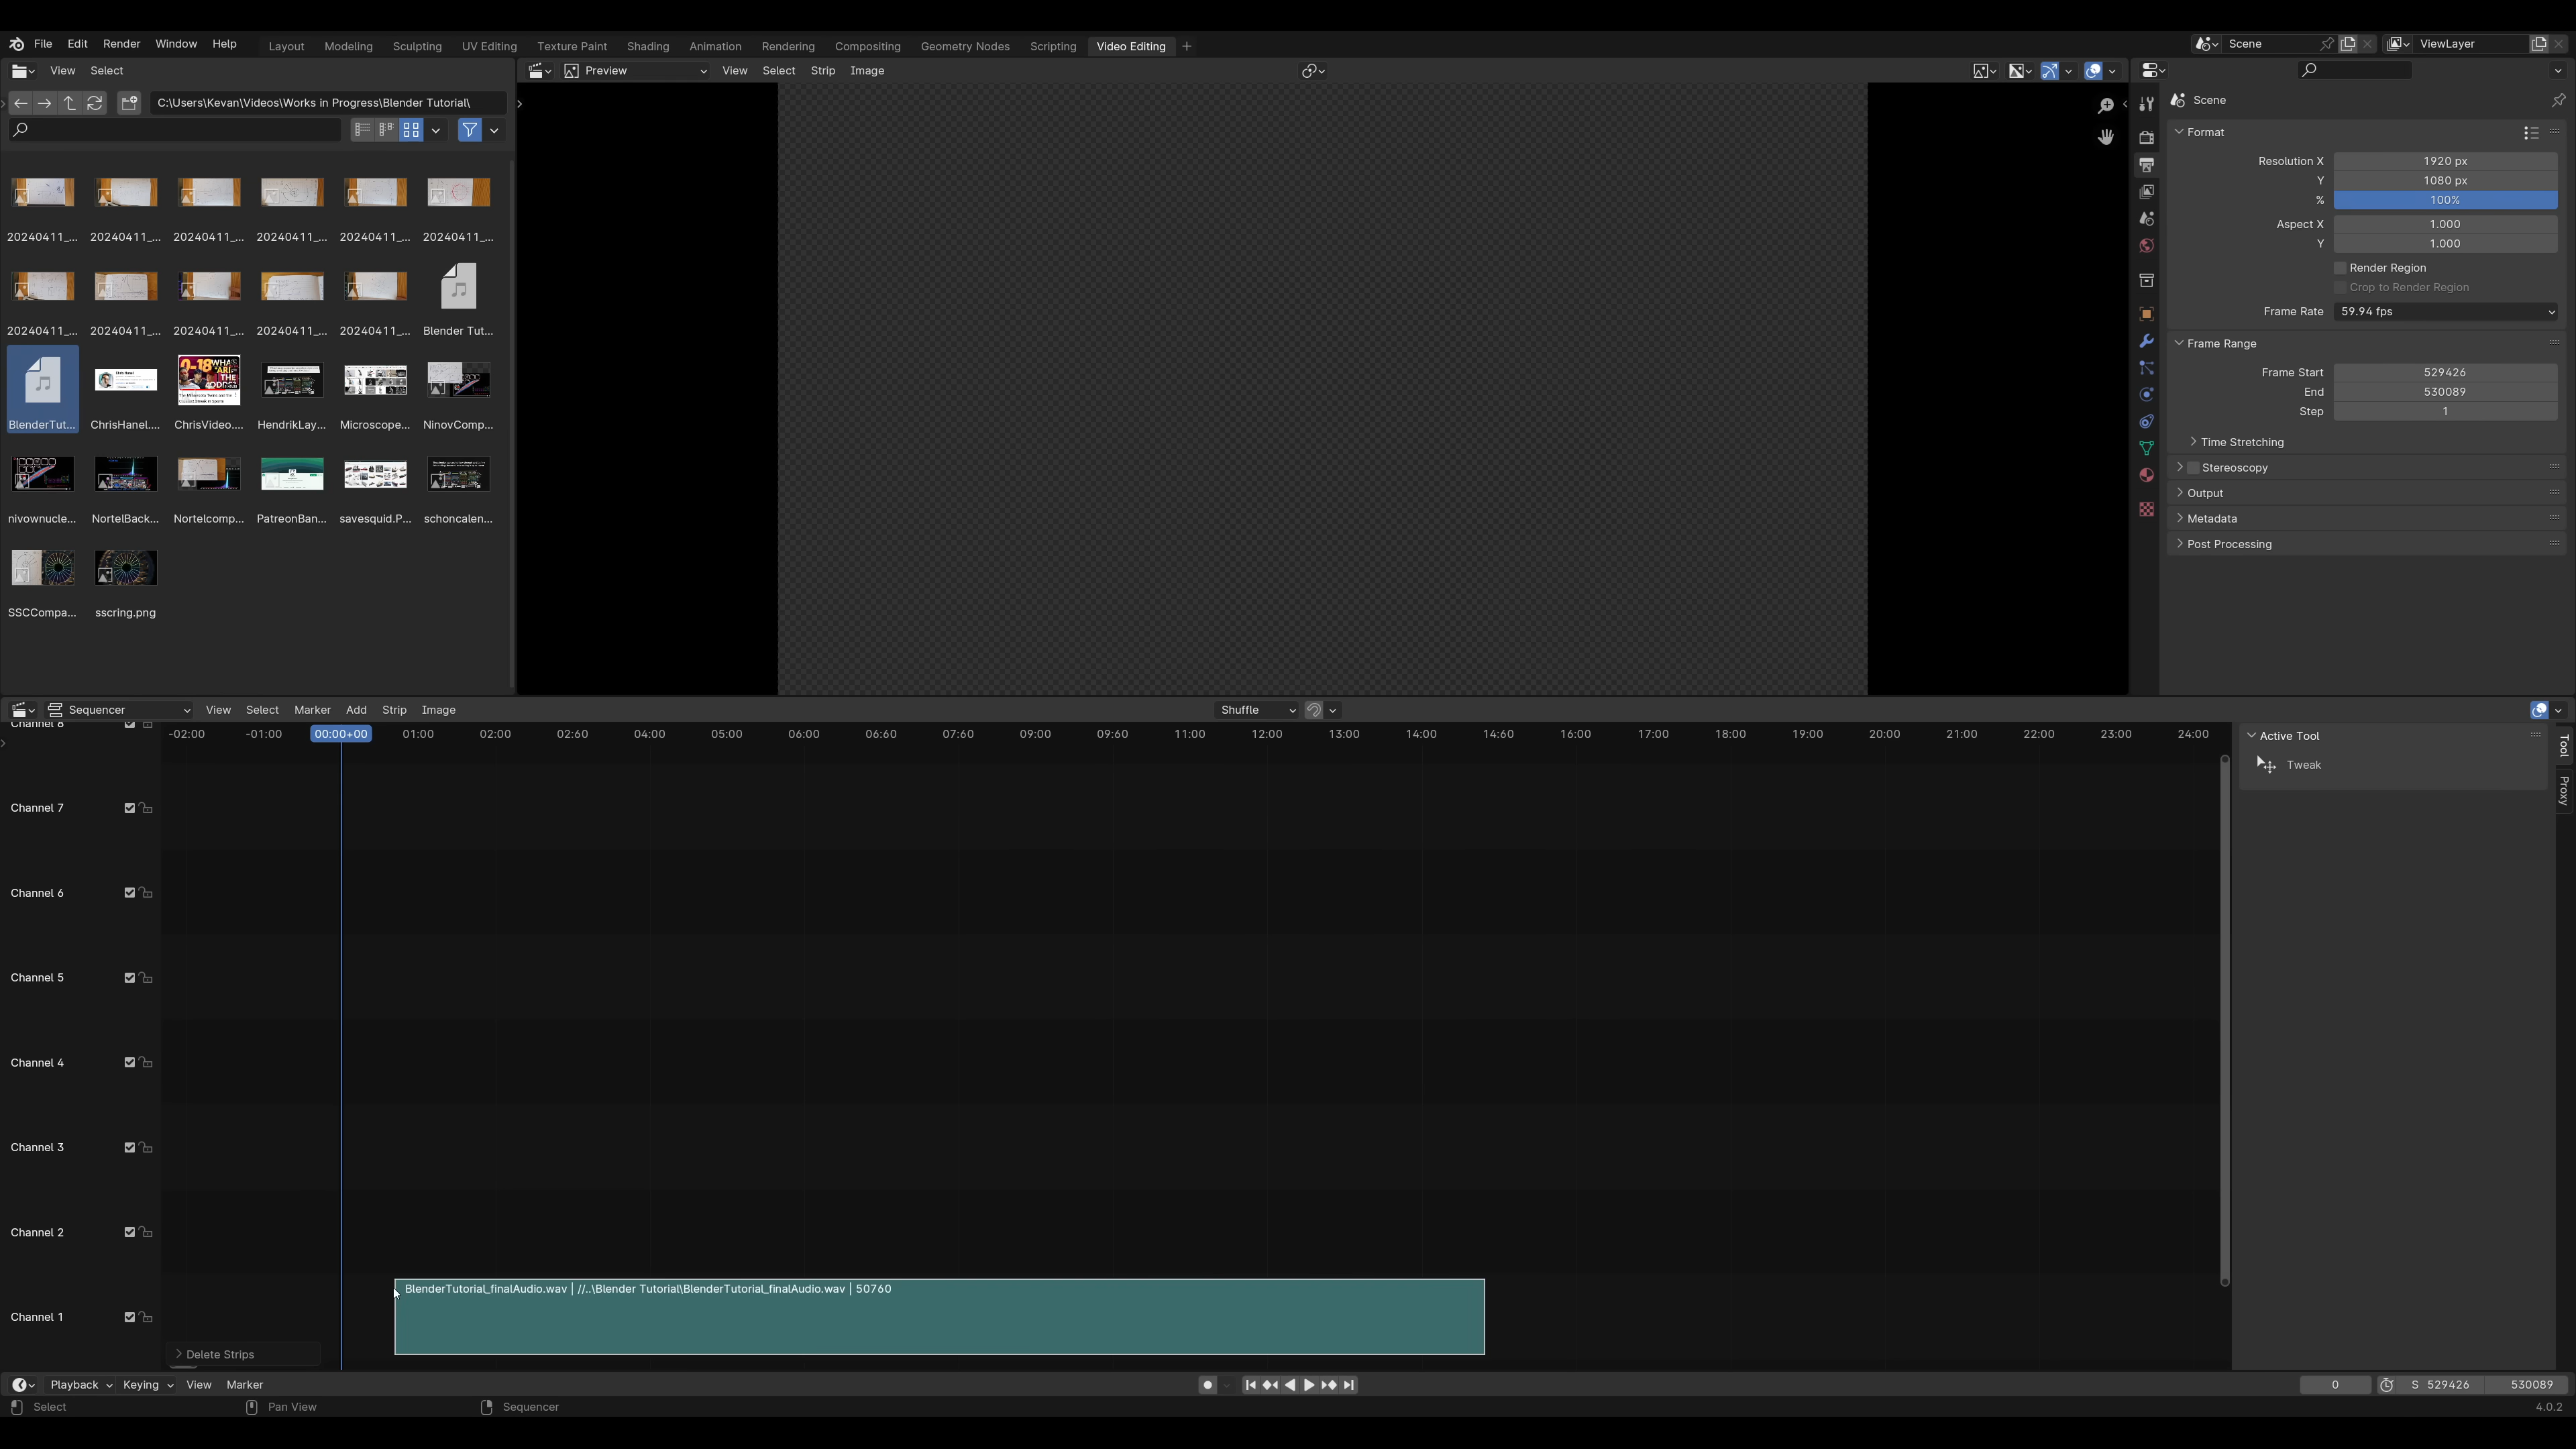 File Edit Render Window Help Layout Modeling Sculpting UV Editing Texture Paint Shading Animation Rendering Compositing Geometry Nodes Scripting Video Editing + Scene ViewLayer
View Select Preview View Select Strip Image
C:\Users\Kevan\Videos\Works in Progress\Blender Tutorial\
Scene
Format
Resolution X 1920 px
Y 1080 px
% 100%
Aspect X 1.000
Y 1.000
Render Region
Crop to Render Region
Frame Rate 59.94 fps
Frame Range
Frame Start 529426
End 530089
Step 1
Time Stretching
Stereoscopy
Output
Metadata
Post Processing
20240411_... 20240411_... 20240411_... 20240411_... 20240411_... 20240411_...
20240411_... 20240411_... 20240411_... 20240411_... 20240411_... Blender Tut...
BlenderTut... ChrisHanel.... ChrisVideo.... HendrikLay... Microscope... NinovComp...
nivownucle... NortelBack... Nortelcomp... PatreonBan... savesquid.P... schoncalen...
SSCCompa... sscring.png
Sequencer View Select Marker Add Strip Image Shuffle
-02:00 -01:00 00:00+00 01:00 02:00 02:60 04:00 05:00 06:00 06:60 07:60 09:00 09:60 11:00 12:00 13:00 14:00 14:60 16:00 17:00 18:00 19:00 20:00 21:00 22:00 23:00 24:00
Active Tool
Tweak
Tool
Proxy
Channel 8
Channel 7
Channel 6
Channel 5
Channel 4
Channel 3
Channel 2
Channel 1
BlenderTutorial_finalAudio.wav | //..\Blender Tutorial\BlenderTutorial_finalAudio.wav | 50760
Delete Strips
Playback Keying View Marker 0 S 529426 530089
Select Pan View Sequencer 4.0.2